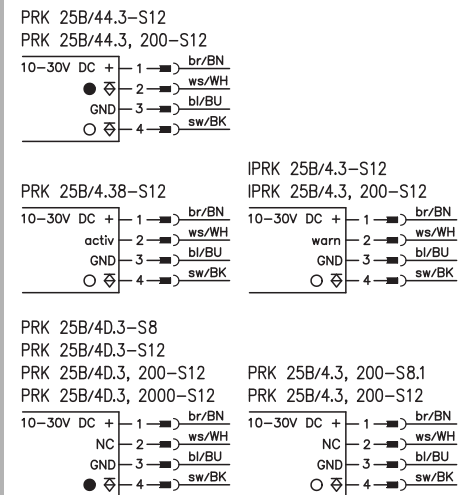 PRK 25B/44.3-S12
PRK 25B/44.3, 200-S12
10-30V DC + 1 br/BN
2 ws/WH
GND 3 bl/BU
4 sw/BK
PRK 25B/4.38-S12
10-30V DC + 1 br/BN
activ 2 ws/WH
GND 3 bl/BU
4 sw/BK
IPRK 25B/4.3-S12
IPRK 25B/4.3, 200-S12
10-30V DC + 1 br/BN
warn 2 ws/WH
GND 3 bl/BU
4 sw/BK
PRK 25B/4D.3-S8
PRK 25B/4D.3-S12
PRK 25B/4D.3, 200-S12
PRK 25B/4D.3, 2000-S12
10-30V DC + 1 br/BN
NC 2 ws/WH
GND 3 bl/BU
4 sw/BK
PRK 25B/4.3, 200-S8.1
PRK 25B/4.3, 200-S12
10-30V DC + 1 br/BN
NC 2 ws/WH
GND 3 bl/BU
4 sw/BK